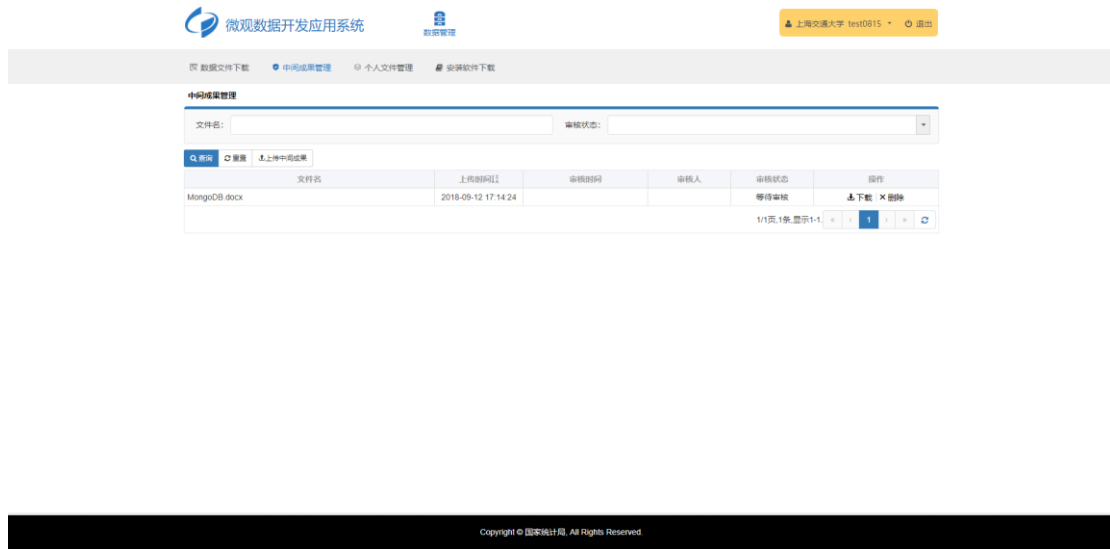 微观数据开发应用系统
数据管理
上海交通大学 test0815 退出
数据文件下载 中间成果管理 个人文件管理 安装软件下载
中间成果管理
文件名: 审核状态:
查询 重置 上传中间成果
文件名 上传时间 审核时间 审核人 审核状态 操作
MongoDB.docx 2018-09-12 17:14:24 等待审核 下载 | 删除
1/1页,1条,显示1-1. « ‹ 1 › »
Copyright © 国家统计局, All Rights Reserved.